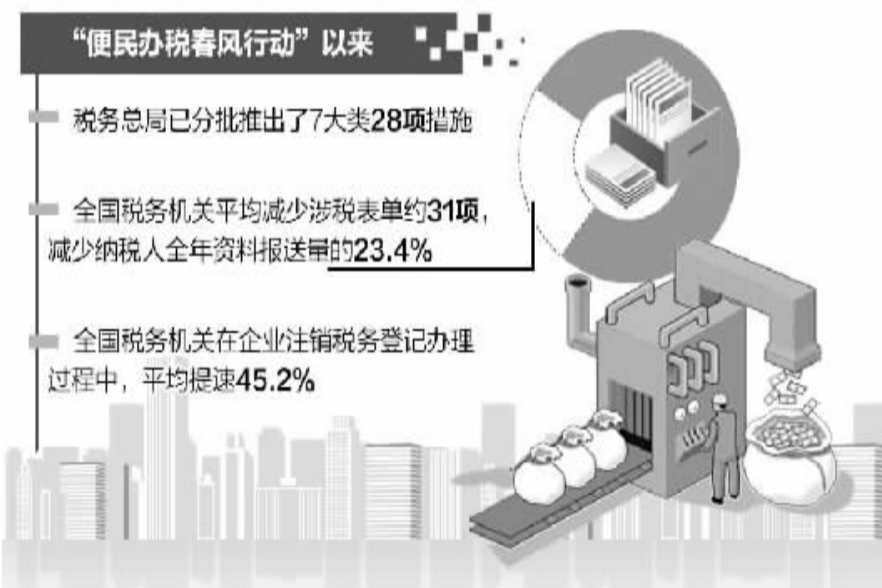 “便民办税春风行动”以来
税务总局已分批推出了7大类28项措施
全国税务机关平均减少涉税表单约31项，
减少纳税人全年资料报送量的23.4%
全国税务机关在企业注销税务登记办理
过程中，平均提速45.2%